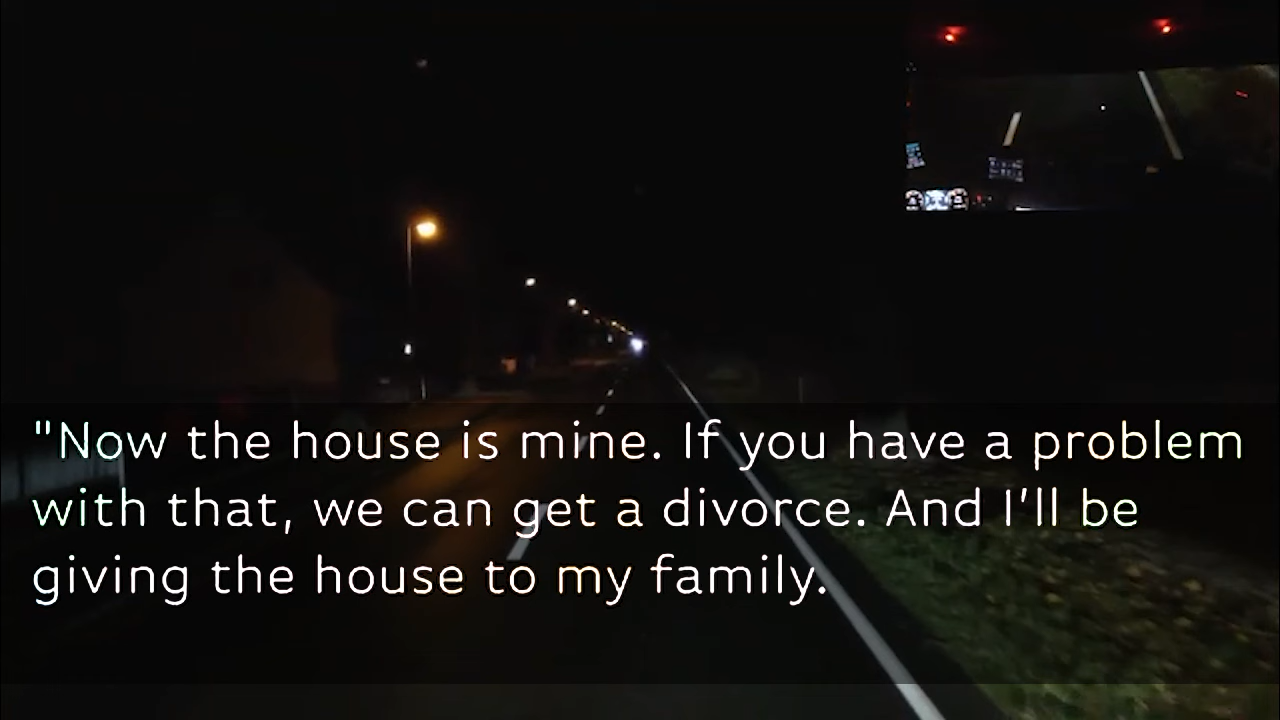 "Now the house is mine. If you have a problem
with that, we can get a divorce. And I'll be
giving the house to my family.